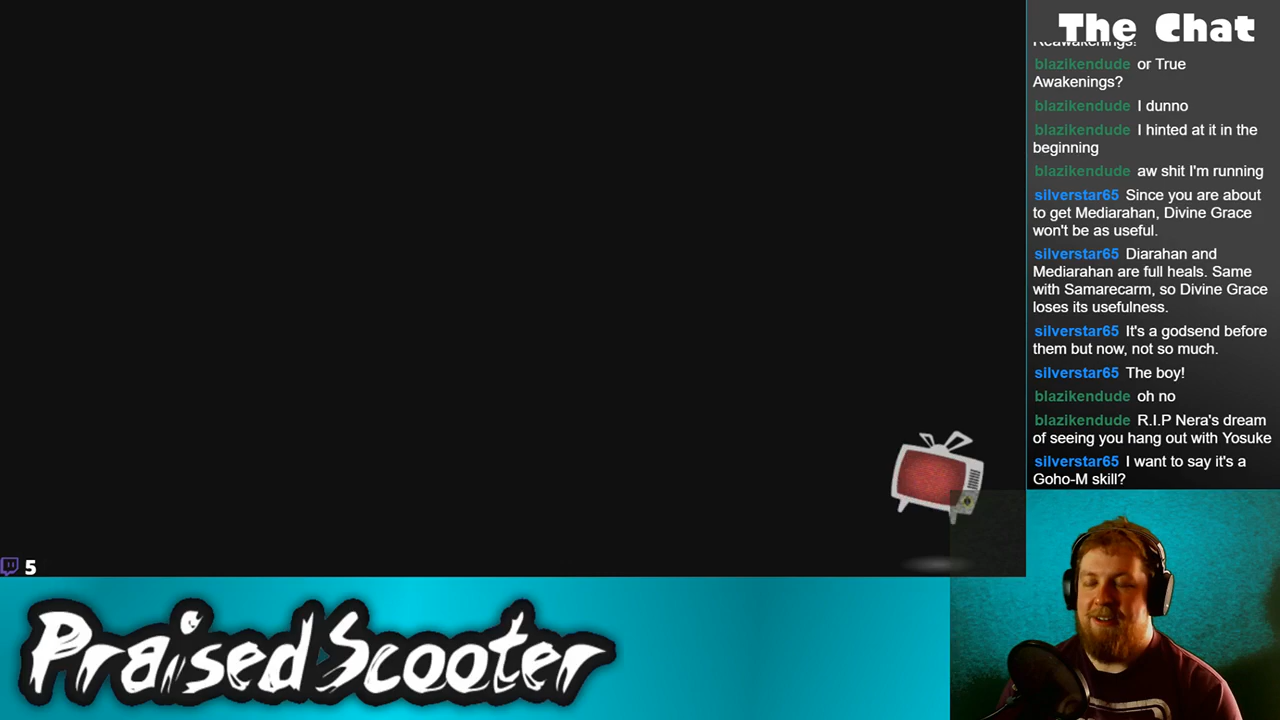 The Chat
Reawakenings?
blazikendude or True
Awakenings?
blazikendude I dunno
blazikendude I hinted at it in the
beginning
blazikendude aw shit I'm running
silverstar65 Since you are about
to get Mediarahan, Divine Grace
won't be as useful.
silverstar65 Diarahan and
Mediarahan are full heals. Same
with Samarecarm, so Divine Grace
loses its usefulness.
silverstar65 It's a godsend before
them but now, not so much.
silverstar65 The boy!
blazikendude oh no
blazikendude R.I.P Nera's dream
of seeing you hang out with Yosuke
silverstar65 I want to say it's a
Goho-M skill?
5
PraisedScooter